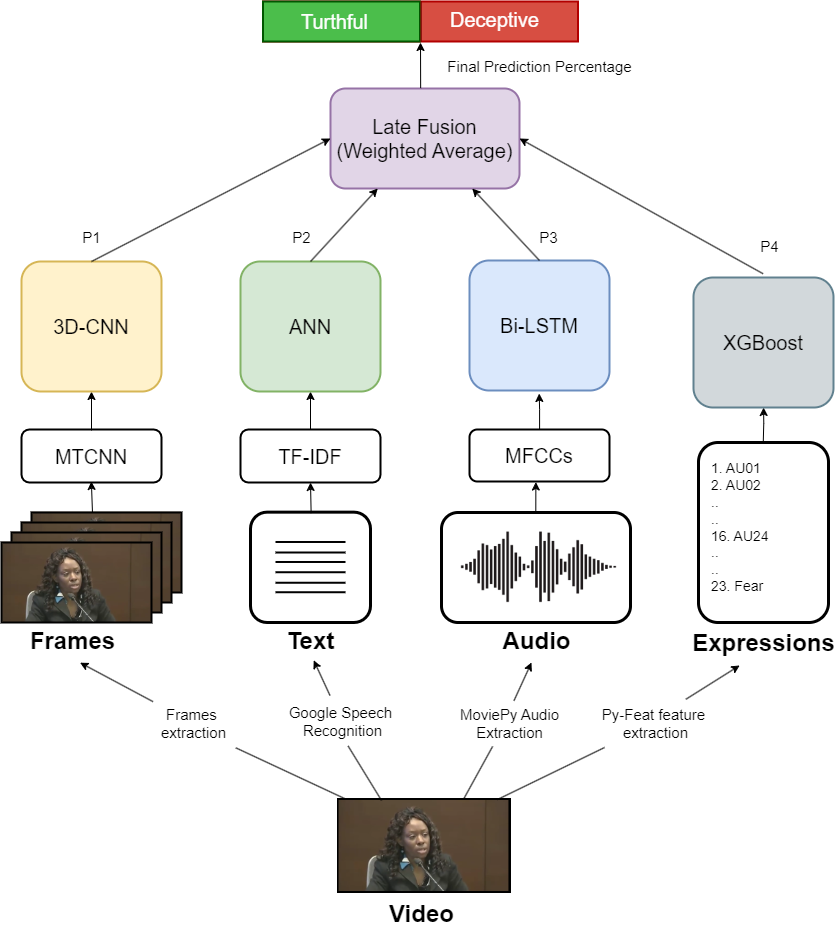 Turthful
Deceptive
Final Prediction Percentage
Late Fusion
(Weighted Average)
P1
P2
P3
P4
3D-CNN
ANN
Bi-LSTM
XGBoost
MTCNN
TF-IDF
MFCCs
1. AU01
2. AU02
..
..
16. AU24
..
..
23. Fear
Frames
Text
Audio
Expressions
Frames
extraction
Google Speech
Recognition
MoviePy Audio
Extraction
Py-Feat feature
extraction
Video